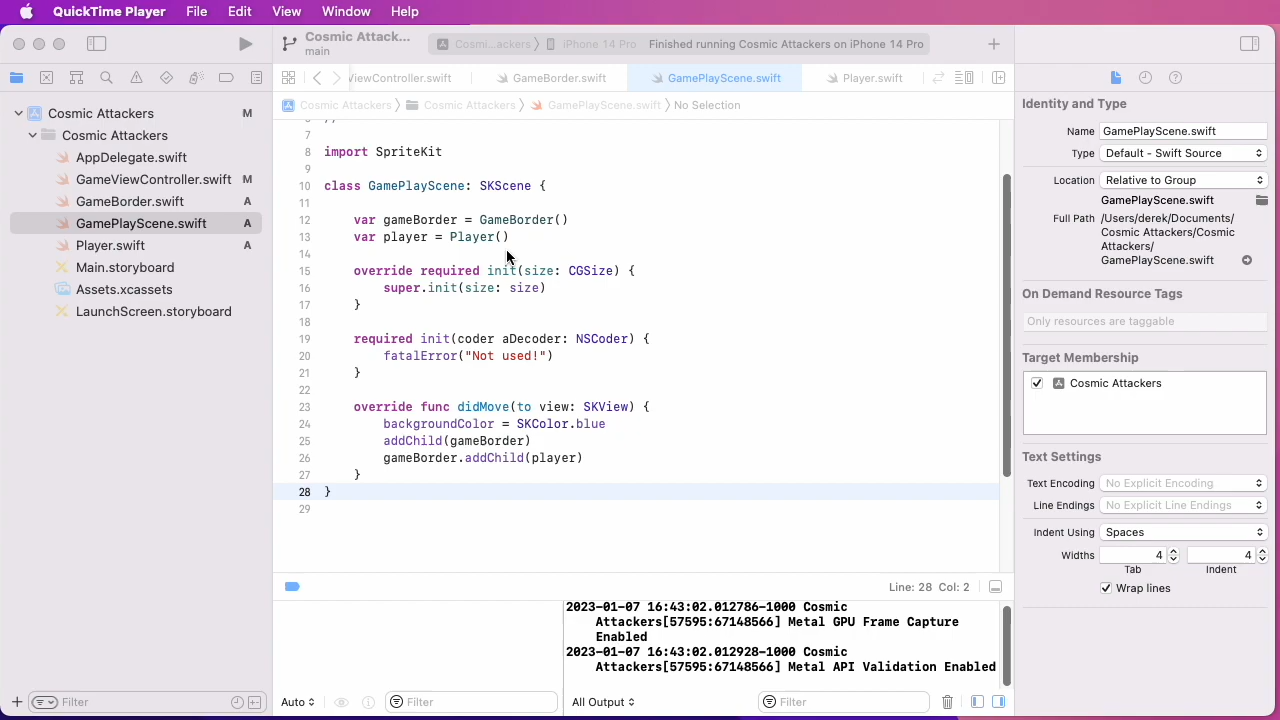 QuickTime Player File Edit View Window Help
Cosmic Attack...
main
Cosmi...ackers 〉 iPhone 14 Pro Finished running Cosmic Attackers on iPhone 14 Pro
ViewController.swift GameBorder.swift GamePlayScene.swift Player.swift
Cosmic Attackers 〉 Cosmic Attackers 〉 GamePlayScene.swift 〉 No Selection
Cosmic Attackers M
Cosmic Attackers
AppDelegate.swift
GameViewController.swift M
GameBorder.swift A
GamePlayScene.swift A
Player.swift A
Main.storyboard
Assets.xcassets
LaunchScreen.storyboard
Filter
7
8 import SpriteKit
9
10 class GamePlayScene: SKScene {
11
12 var gameBorder = GameBorder()
13 var player = Player()
14
15 override required init(size: CGSize) {
16 super.init(size: size)
17 }
18
19 required init(coder aDecoder: NSCoder) {
20 fatalError("Not used!")
21 }
22
23 override func didMove(to view: SKView) {
24 backgroundColor = SKColor.blue
25 addChild(gameBorder)
26 gameBorder.addChild(player)
27 }
28 }
29
Line: 28 Col: 2
2023-01-07 16:43:02.012786-1000 Cosmic
Attackers[57595:67148566] Metal GPU Frame Capture
Enabled
2023-01-07 16:43:02.012928-1000 Cosmic
Attackers[57595:67148566] Metal API Validation Enabled
Auto Filter All Output Filter
Identity and Type
Name GamePlayScene.swift
Type Default - Swift Source
Location Relative to Group
GamePlayScene.swift
Full Path /Users/derek/Documents/
Cosmic Attackers/Cosmic
Attackers/
GamePlayScene.swift
On Demand Resource Tags
Only resources are taggable
Target Membership
Cosmic Attackers
Text Settings
Text Encoding No Explicit Encoding
Line Endings No Explicit Line Endings
Indent Using Spaces
Widths 4 4
Tab Indent
Wrap lines